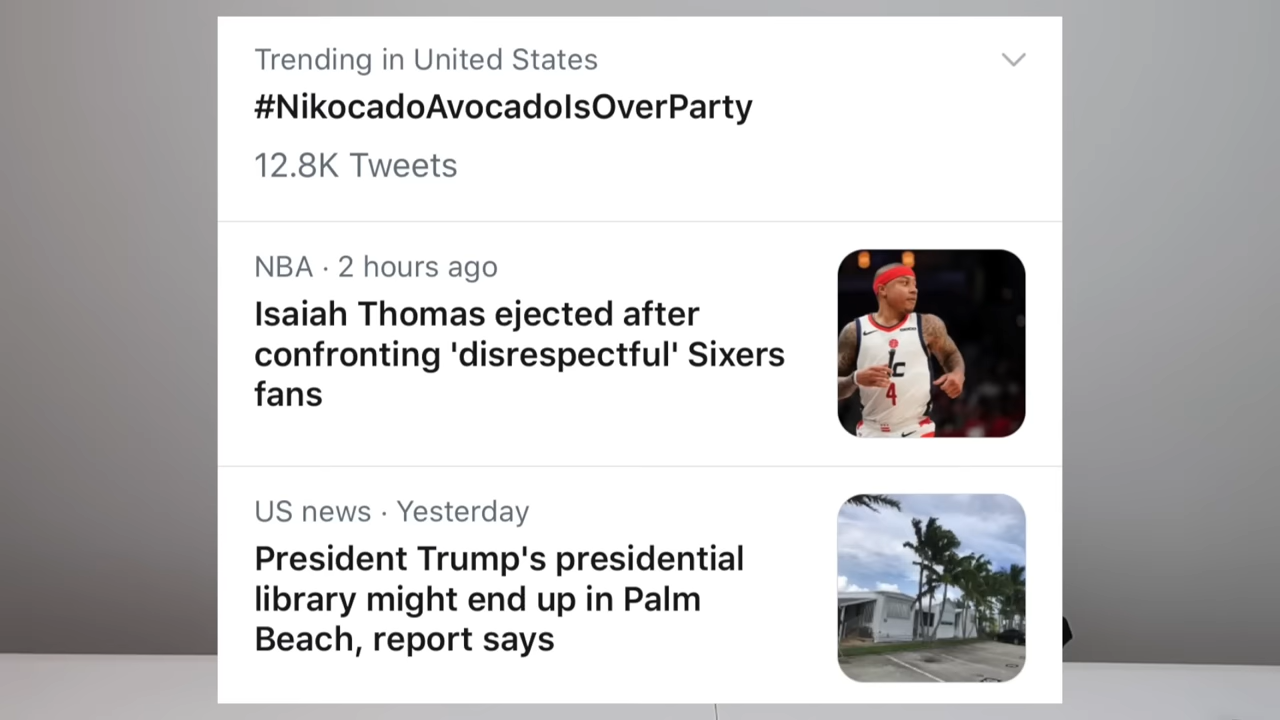 Trending in United States
#NikocadoAvocadoIsOverParty
12.8K Tweets
NBA · 2 hours ago
Isaiah Thomas ejected after
confronting 'disrespectful' Sixers
fans
4
US news · Yesterday
President Trump's presidential
library might end up in Palm
Beach, report says